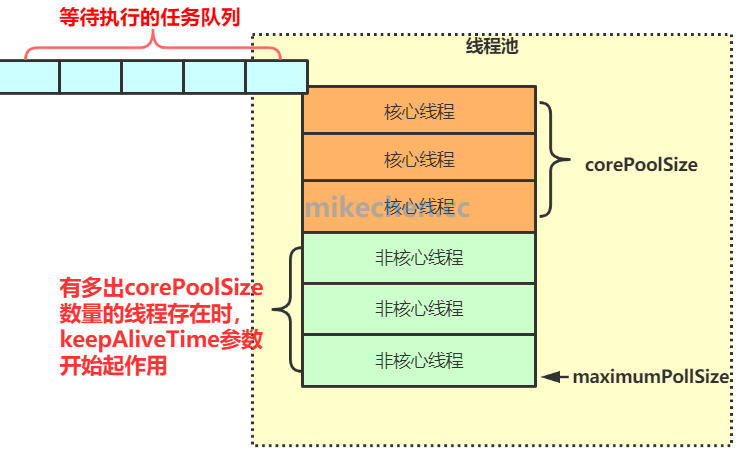 等待执行的任务队列
线程池
核心线程
核心线程
核心线程
mikechen.cc
corePoolSize
非核心线程
非核心线程
非核心线程
有多出corePoolSize
数量的线程存在时，
keepAliveTime参数
开始起作用
maximumPollSize